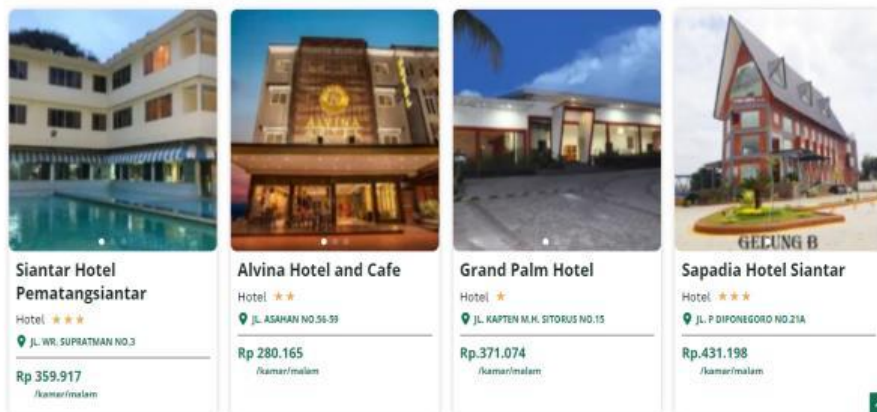 ALVINA
HOTEL
GEDUNG B
Siantar Hotel
Pematangsiantar
Hotel
JL. WR. SUPRATMAN NO.3
Rp 359.917
/kamar/malam
Alvina Hotel and Cafe
Hotel
JL. ASAHAN NO.56-59
Rp 280.165
/kamar/malam
Grand Palm Hotel
Hotel
JL. KAPTEN M.H. SITORUS NO.15
Rp.371.074
/kamar/malam
Sapadia Hotel Siantar
Hotel
JL. P DIPONEGORO NO.21A
Rp.431.198
/kamar/malam